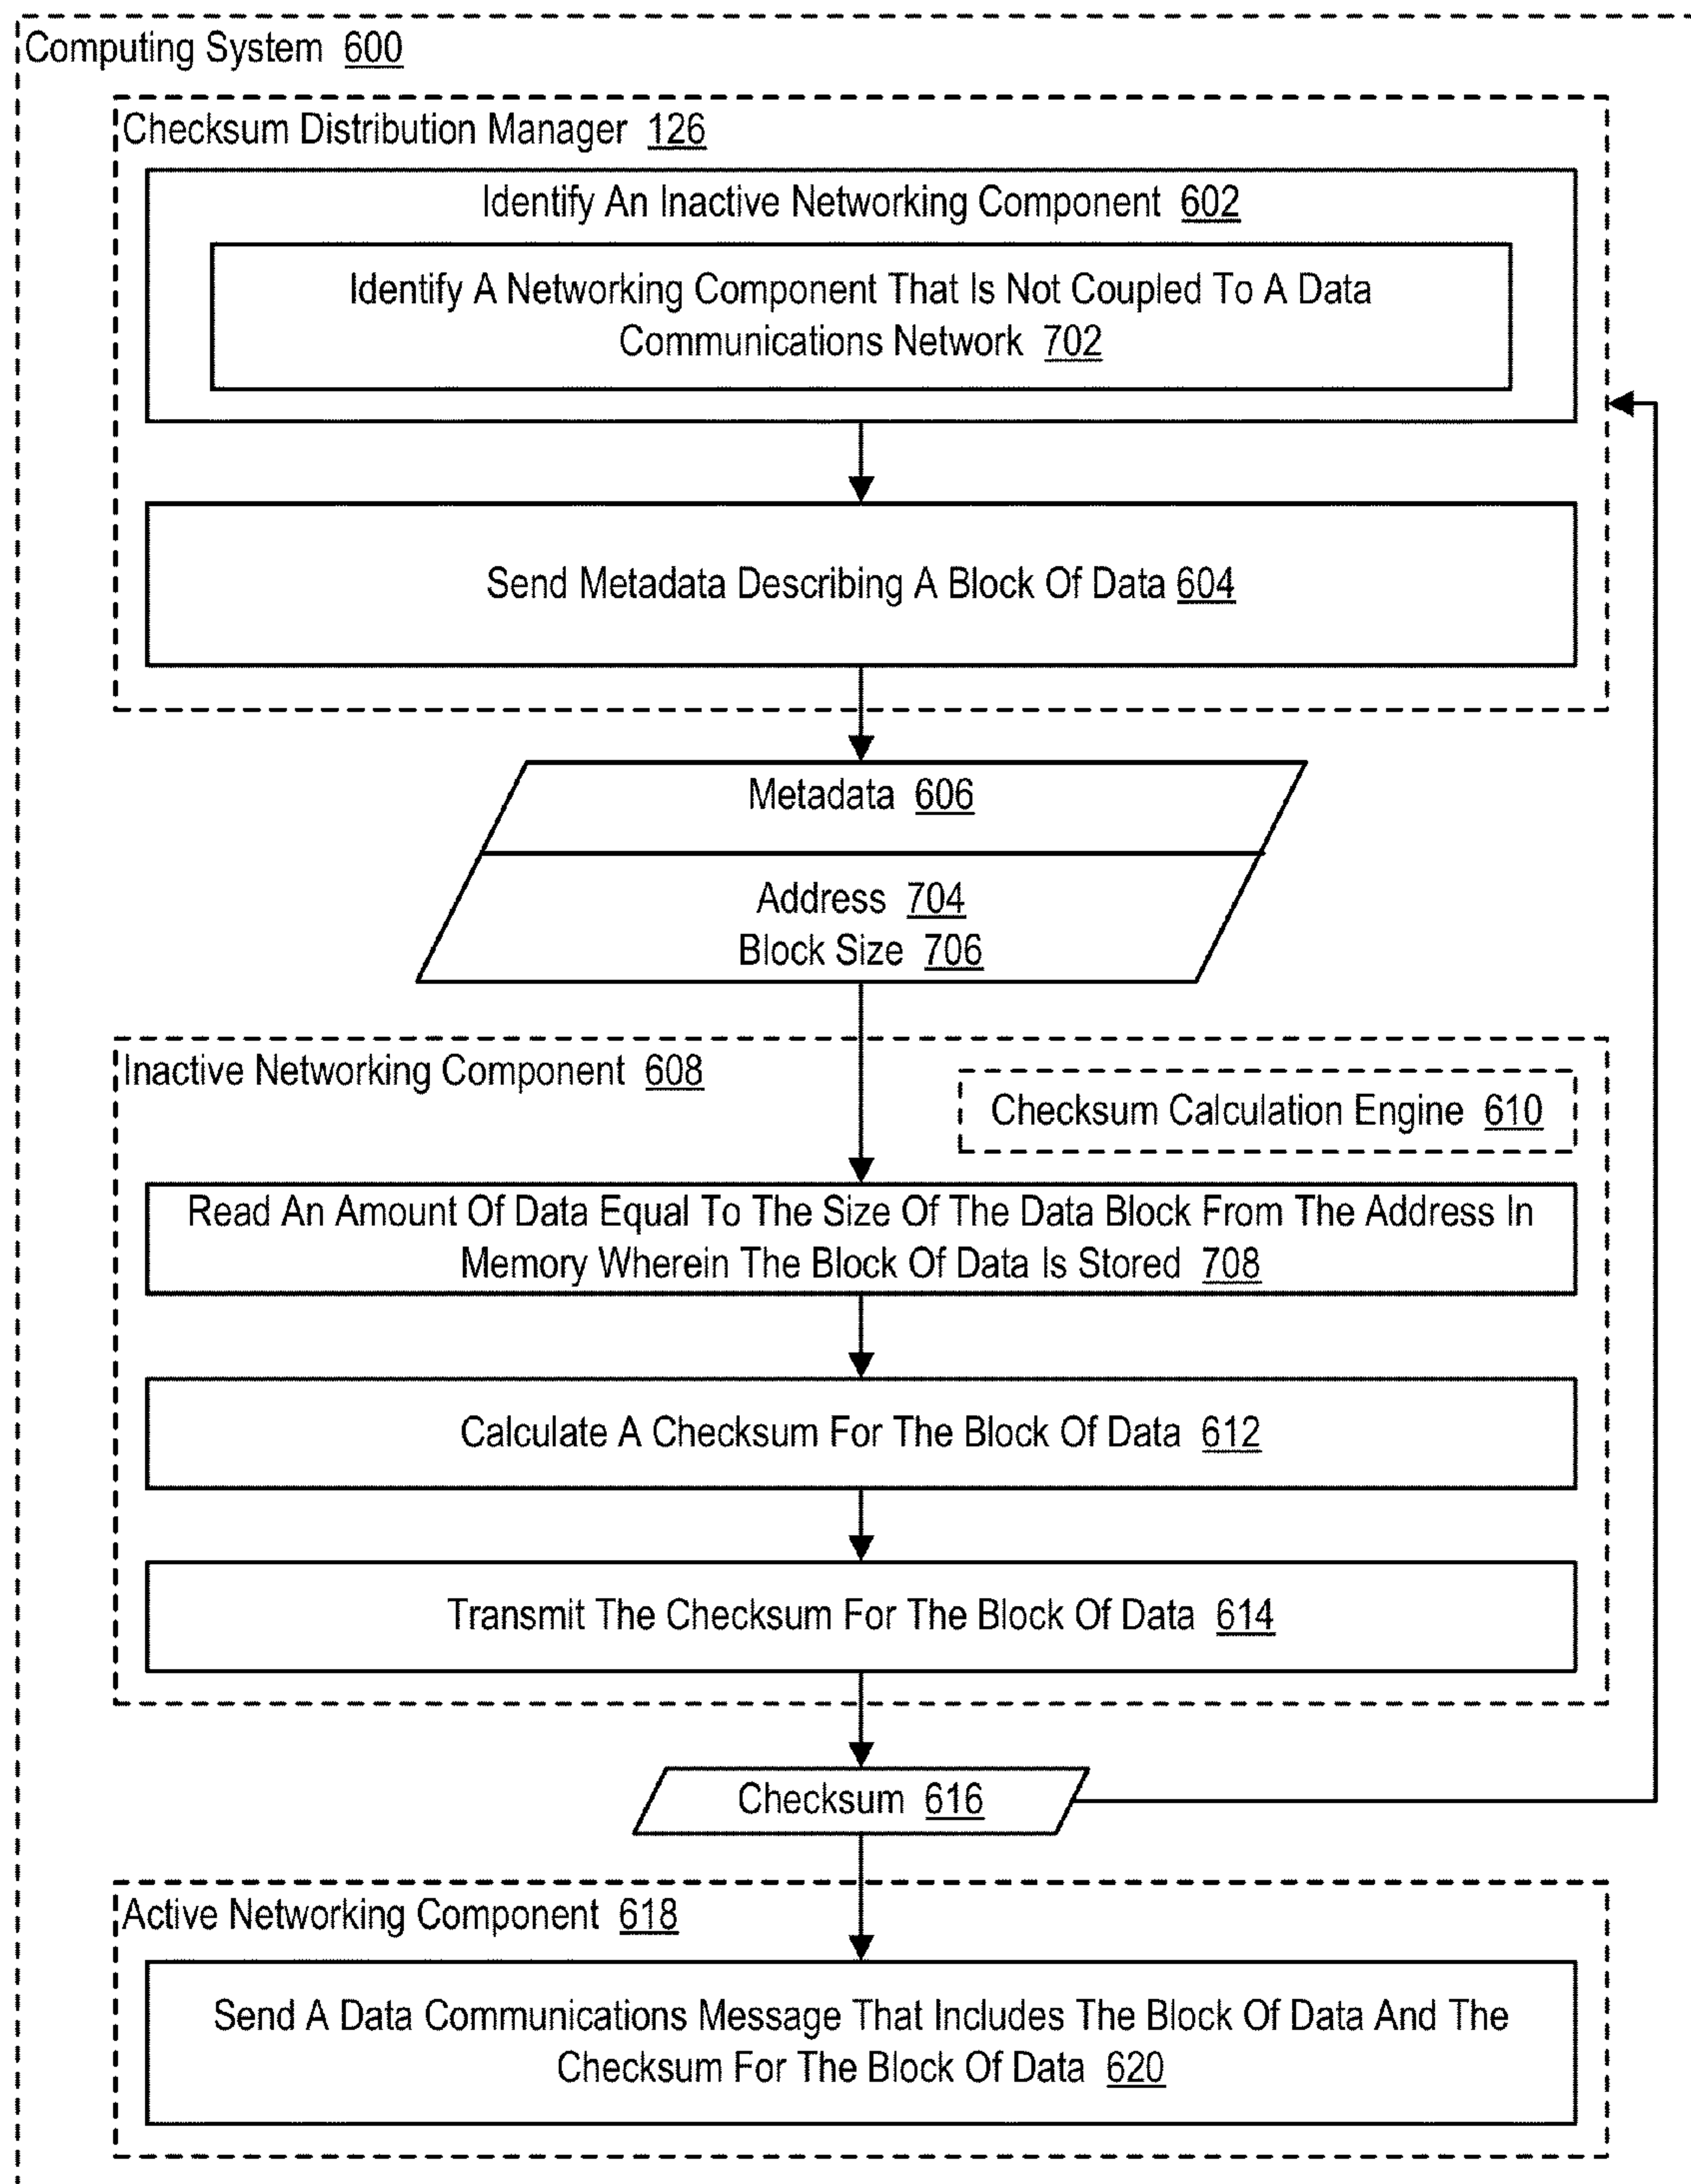 Computing System 600
Checksum Distribution Manager 126
Identify An Inactive Networking Component 602
Identify A Networking Component That Is Not Coupled To A Data
Communications Network 702
Send Metadata Describing A Block Of Data 604
Metadata 606
Address 704
Block Size 706
Inactive Networking Component 608
Checksum Calculation Engine 610
Read An Amount Of Data Equal To The Size Of The Data Block From The Address In
Memory Wherein The Block Of Data Is Stored 708
Calculate A Checksum For The Block Of Data 612
Transmit The Checksum For The Block Of Data 614
Checksum 616
Active Networking Component 618
Send A Data Communications Message That Includes The Block Of Data And The
Checksum For The Block Of Data 620